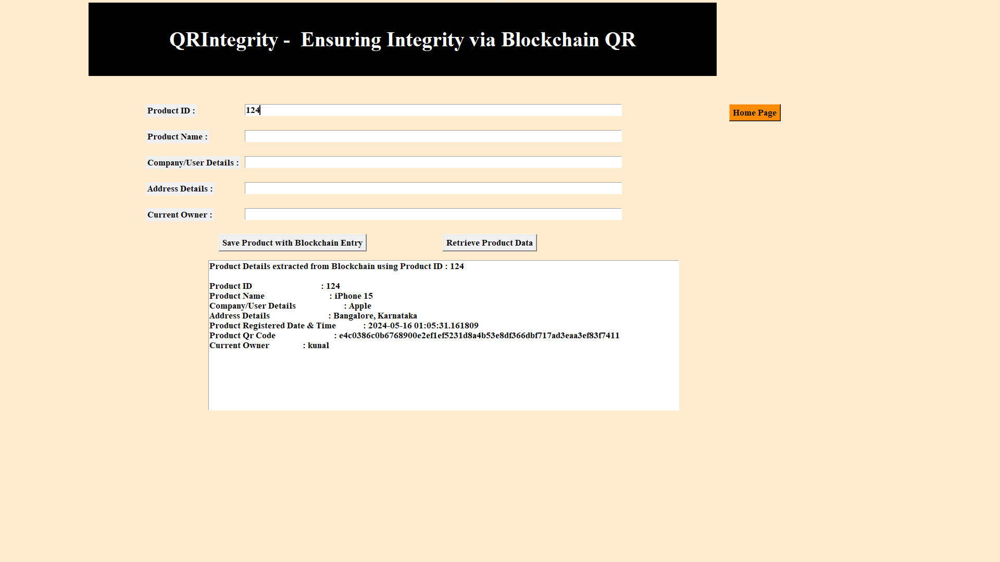 QRIntegrity - Ensuring Integrity via Blockchain QR
Product ID : 124
Home Page
Product Name :
Company/User Details :
Address Details :
Current Owner :
Save Product with Blockchain Entry Retrieve Product Data
Product Details extracted from Blockchain using Product ID : 124
Product ID : 124
Product Name : iPhone 15
Company/User Details : Apple
Address Details : Bangalore, Karnataka
Product Registered Date & Time : 2024-05-16 01:05:31.161809
Product Qr Code : e4c0386c0b6768900e2ef1ef5231d8a4b53e8df366dbf717ad3eaa3ef83f7411
Current Owner : kunal